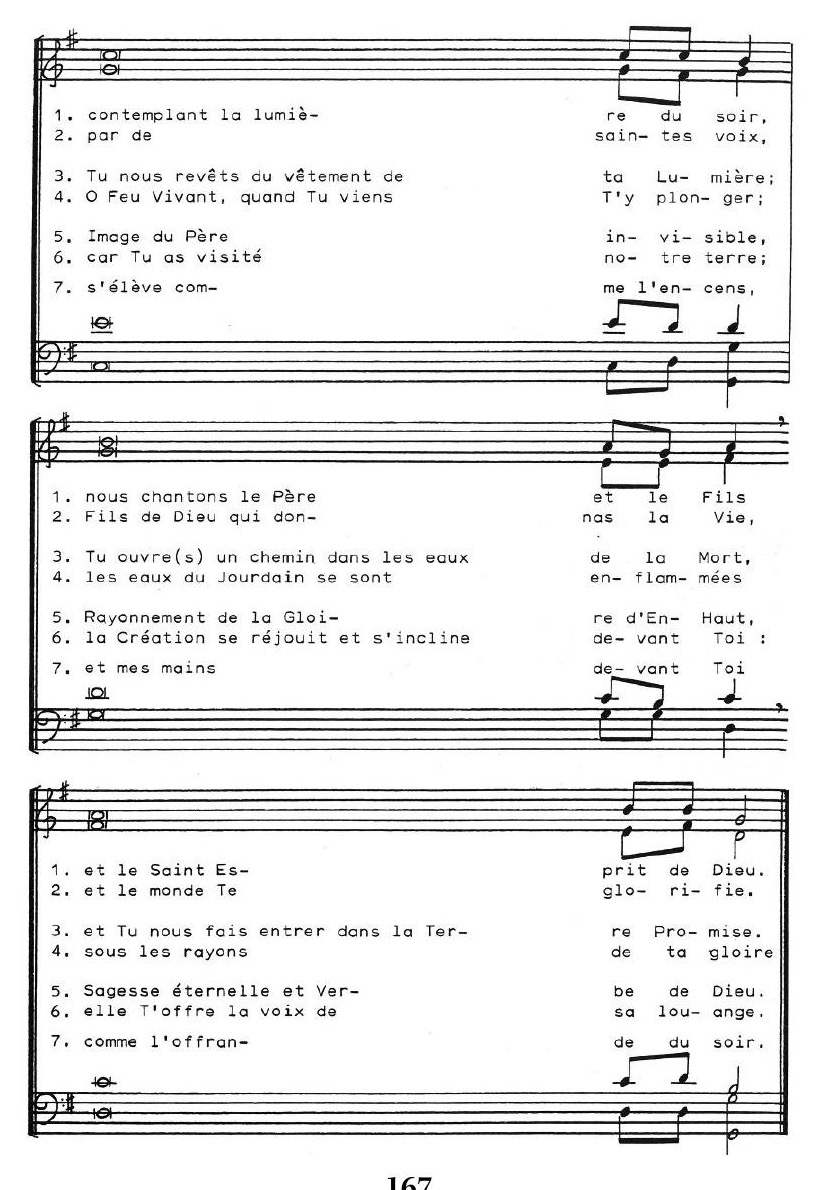 1. contemplant la lumiè- re du soir,
2. par de sain- tes voix,
3. Tu nous revêts du vêtement de ta Lu- mière;
4. O Feu Vivant, quand Tu viens T'y plon- ger;
5. Image du Père in- vi- sible,
6. car Tu as visité no- tre terre;
7. s'élève com- me l'en- cens,
1. nous chantons le Père et le Fils
2. Fils de Dieu qui don- nas la Vie,
3. Tu ouvre(s) un chemin dans les eaux de la Mort,
4. les eaux du Jourdain se sont en- flam- mées
5. Rayonnement de la Gloi- re d'En- Haut,
6. la Création se réjouit et s'incline de- vant Toi :
7. et mes mains de- vant Toi
1. et le Saint Es- prit de Dieu.
2. et le monde Te glo- ri- fie.
3. et Tu nous fais entrer dans la Ter- re Pro- mise.
4. sous les rayons de ta gloire
5. Sagesse éternelle et Ver- be de Dieu.
6. elle T'offre la voix de sa lou- ange.
7. comme l'offran- de du soir.
167